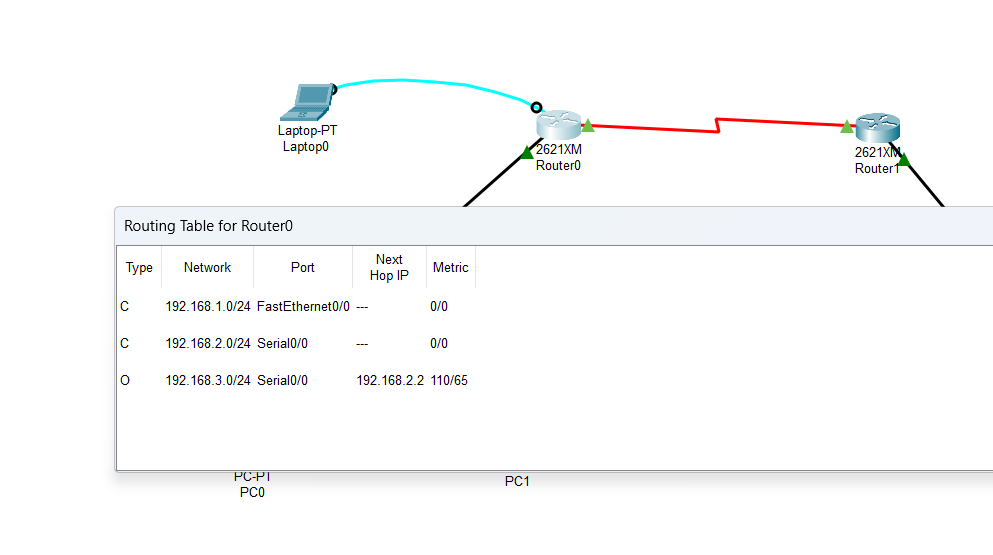 Laptop-PT
Laptop0
2621XM
Router0
2621XM
Router1
Routing Table for Router0
Type Network Port Next Hop IP Metric
C 192.168.1.0/24 FastEthernet0/0 --- 0/0
C 192.168.2.0/24 Serial0/0 --- 0/0
O 192.168.3.0/24 Serial0/0 192.168.2.2 110/65
PC-PT
PC0
PC1